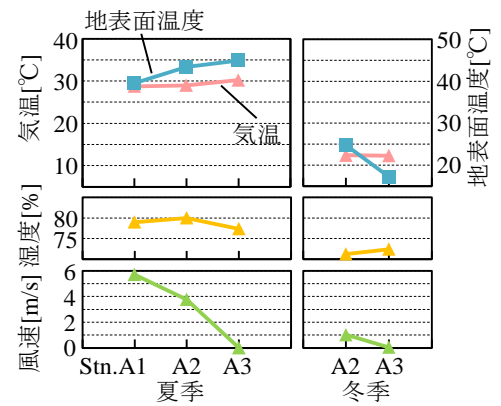 地表面温度
気温[℃]
40
30
20
10
気温
50
40
30
20
地表面温度[℃]
湿度[%]
80
75
風速[m/s]
6
4
2
0
Stn.A1 A2 A3
夏季
A2 A3
冬季